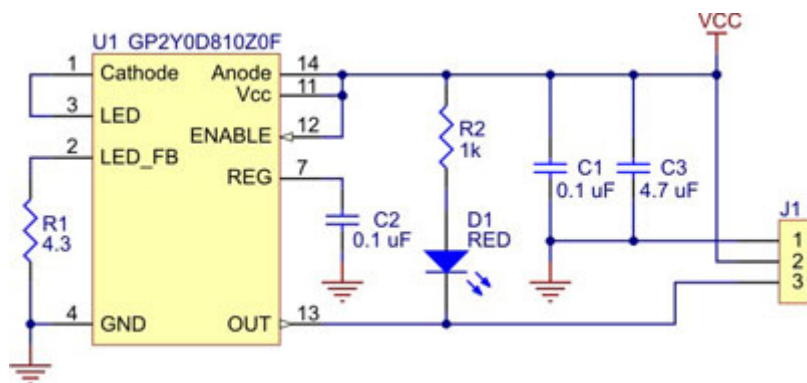 VCC
U1 GP2Y0D810Z0F
1 Cathode Anode 14
Vcc 11
3 LED
ENABLE 12
2 LED_FB
REG 7
R1
4.3
C2
0.1 uF
R2
1k
D1
RED
C1
0.1 uF
C3
4.7 uF
J1
1
2
3
4 GND OUT 13